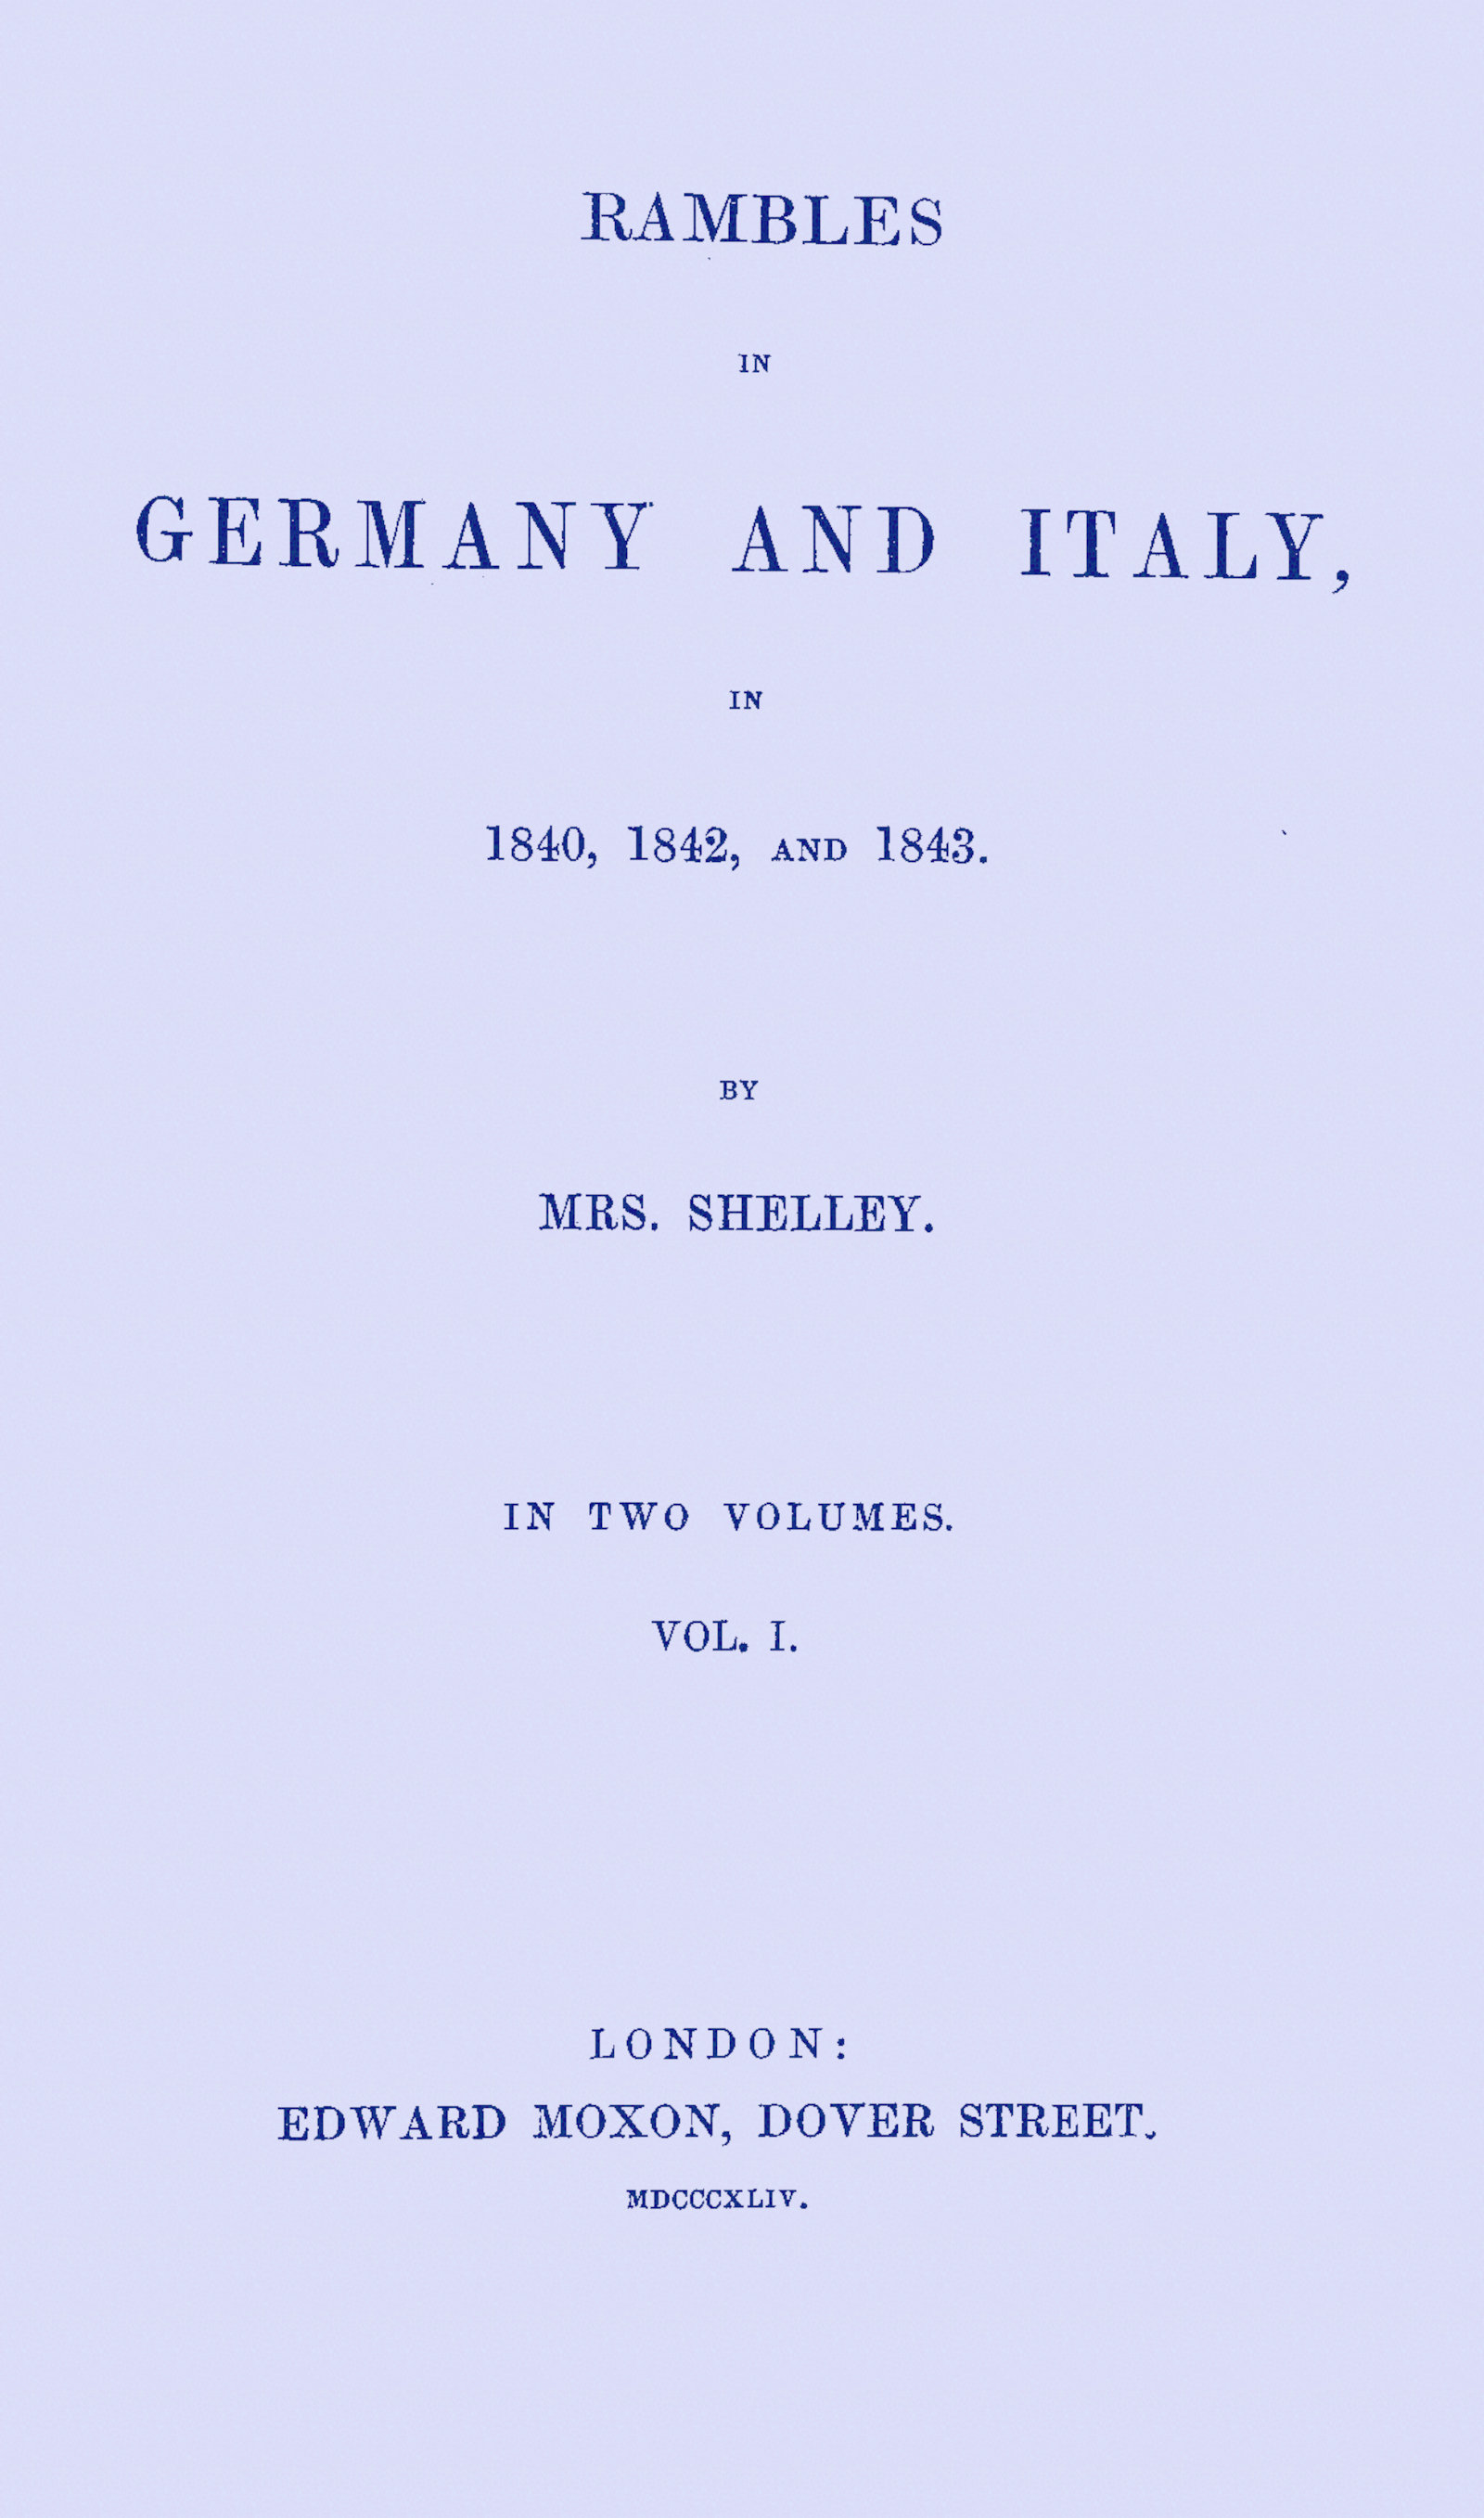 RAMBLES
IN
GERMANY AND ITALY,
IN
1840, 1842, AND 1843.
BY
MRS. SHELLEY.
IN TWO VOLUMES.
VOL. I.
LONDON:
EDWARD MOXON, DOVER STREET.
MDCCCXLIV.